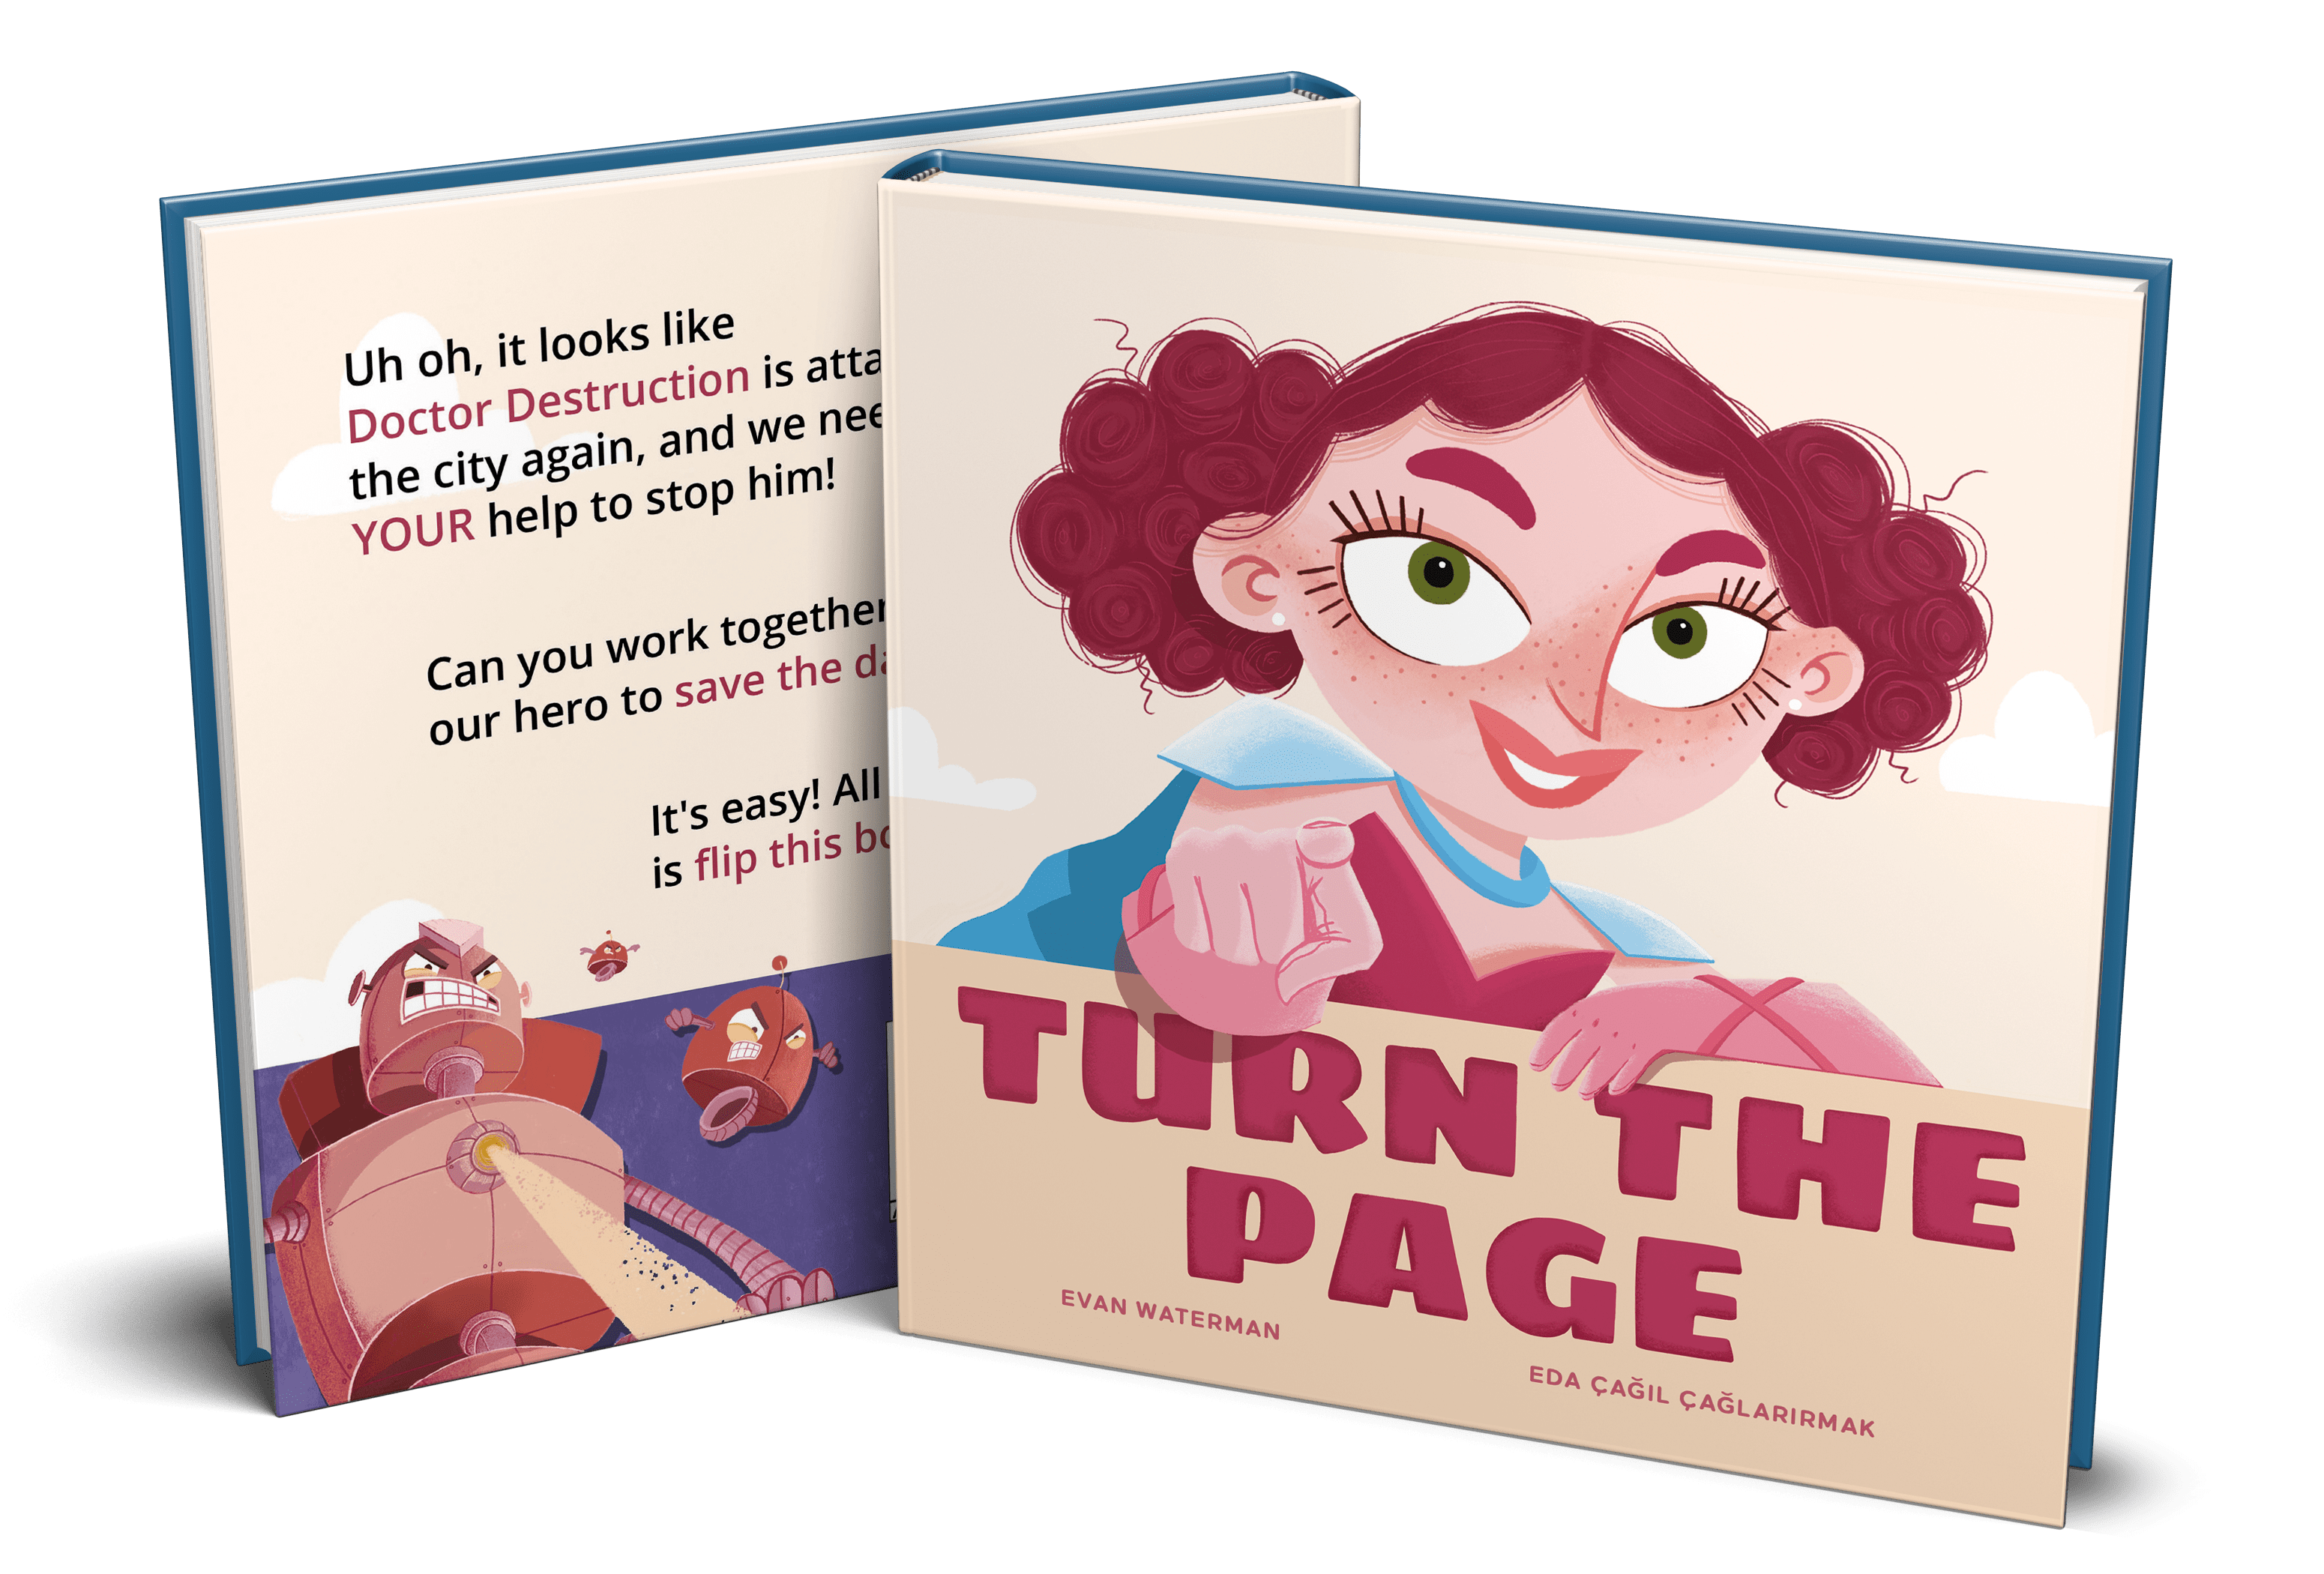 Uh oh, it looks like
Doctor Destruction is
the city again, and we
YOUR help to stop him!
Can you work together
our hero to save the
It's easy! All
is flip this
TURN THE
PAGE
EVAN WATERMAN
EDA ÇAĞIL ÇAĞLARIRMAK